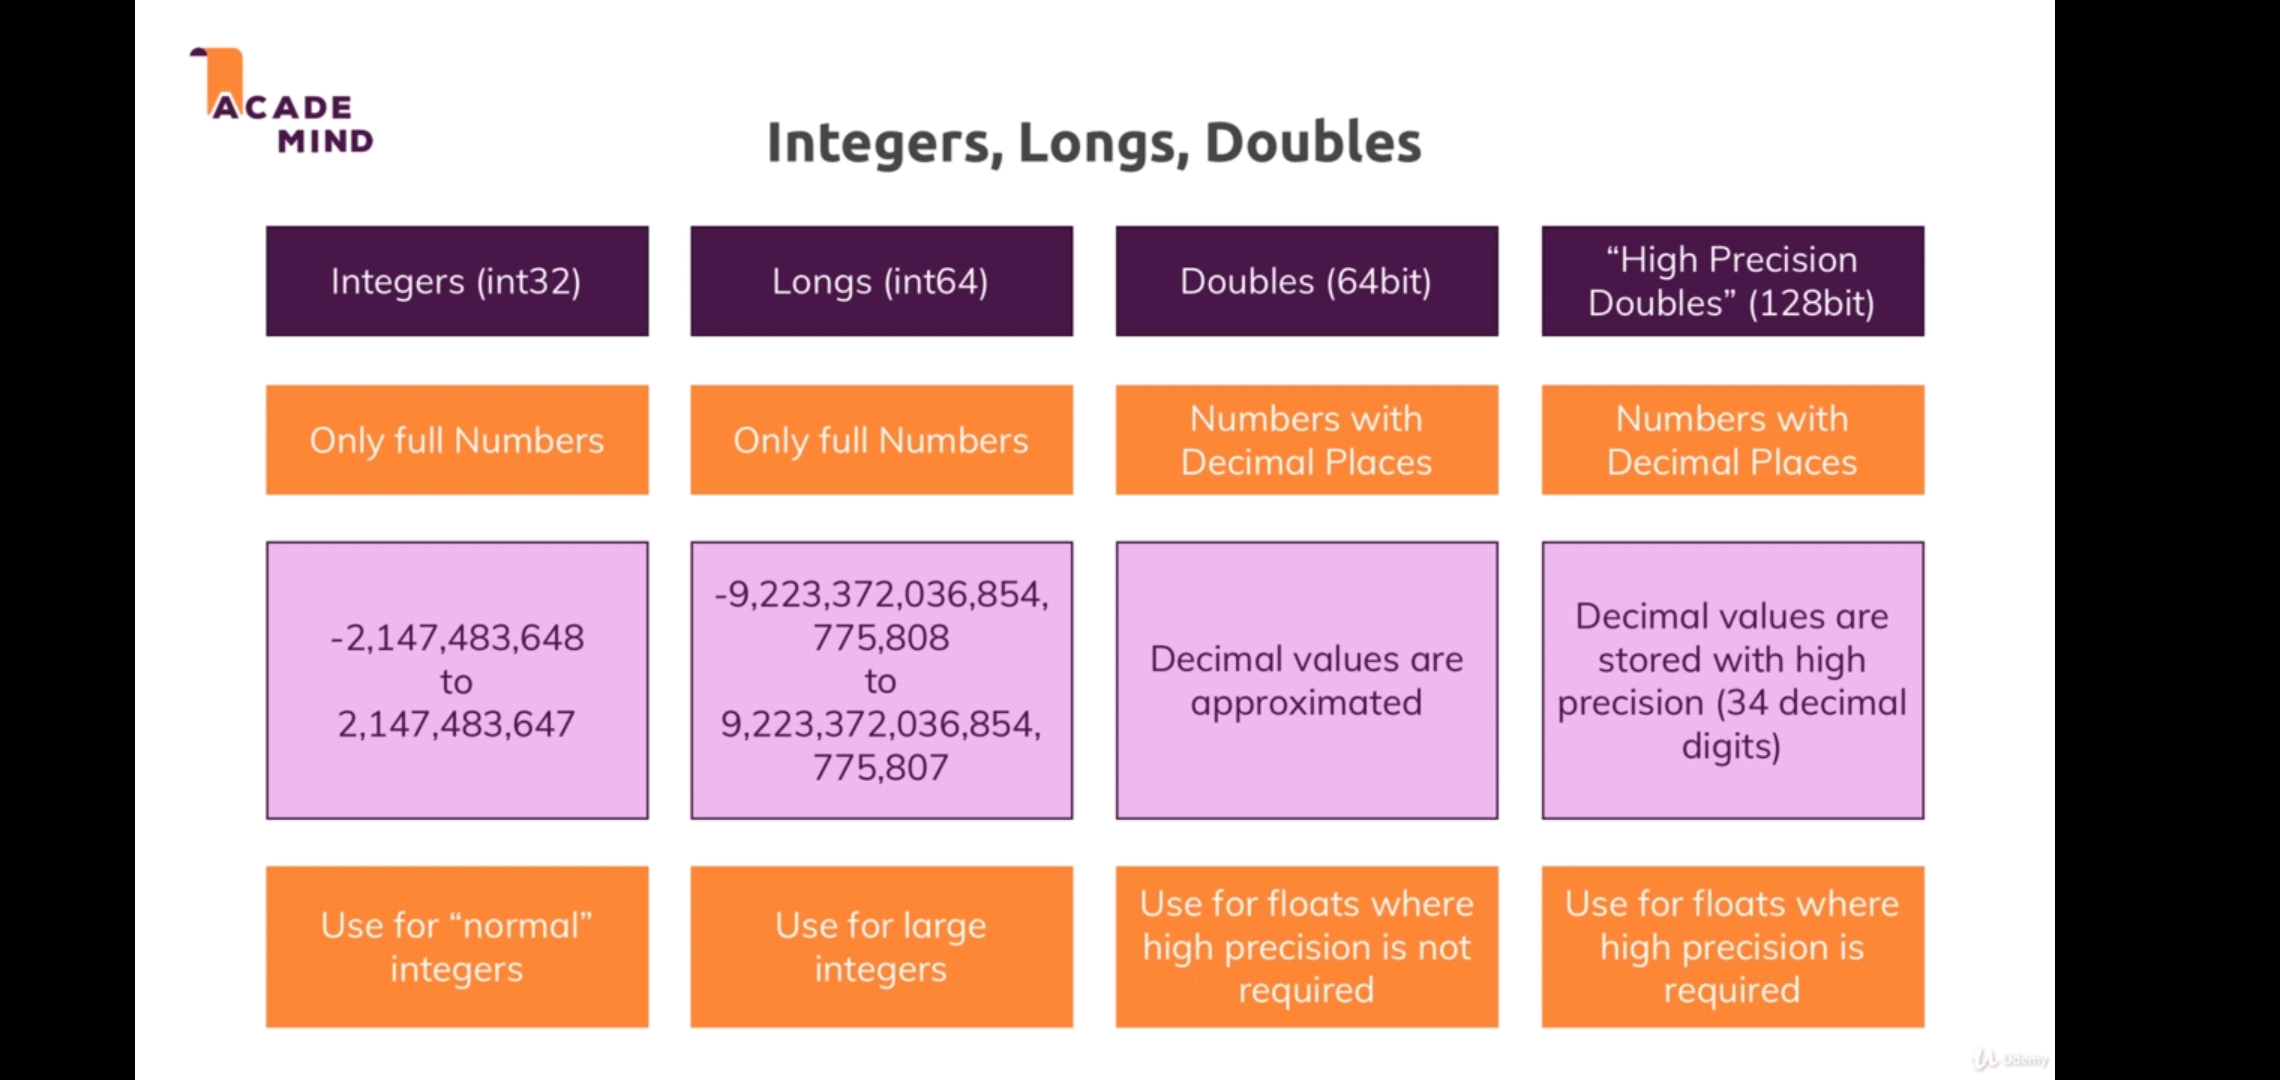 ACADE
MIND
Integers, Longs, Doubles
Integers (int32)
Longs (int64)
Doubles (64bit)
“High Precision
Doubles” (128bit)
Only full Numbers
Only full Numbers
Numbers with
Decimal Places
Numbers with
Decimal Places
-2,147,483,648
to
2,147,483,647
-9,223,372,036,854,
775,808
to
9,223,372,036,854,
775,807
Decimal values are
approximated
Decimal values are
stored with high
precision (34 decimal
digits)
Use for “normal”
integers
Use for large
integers
Use for floats where
high precision is not
required
Use for floats where
high precision is
required
Udemy